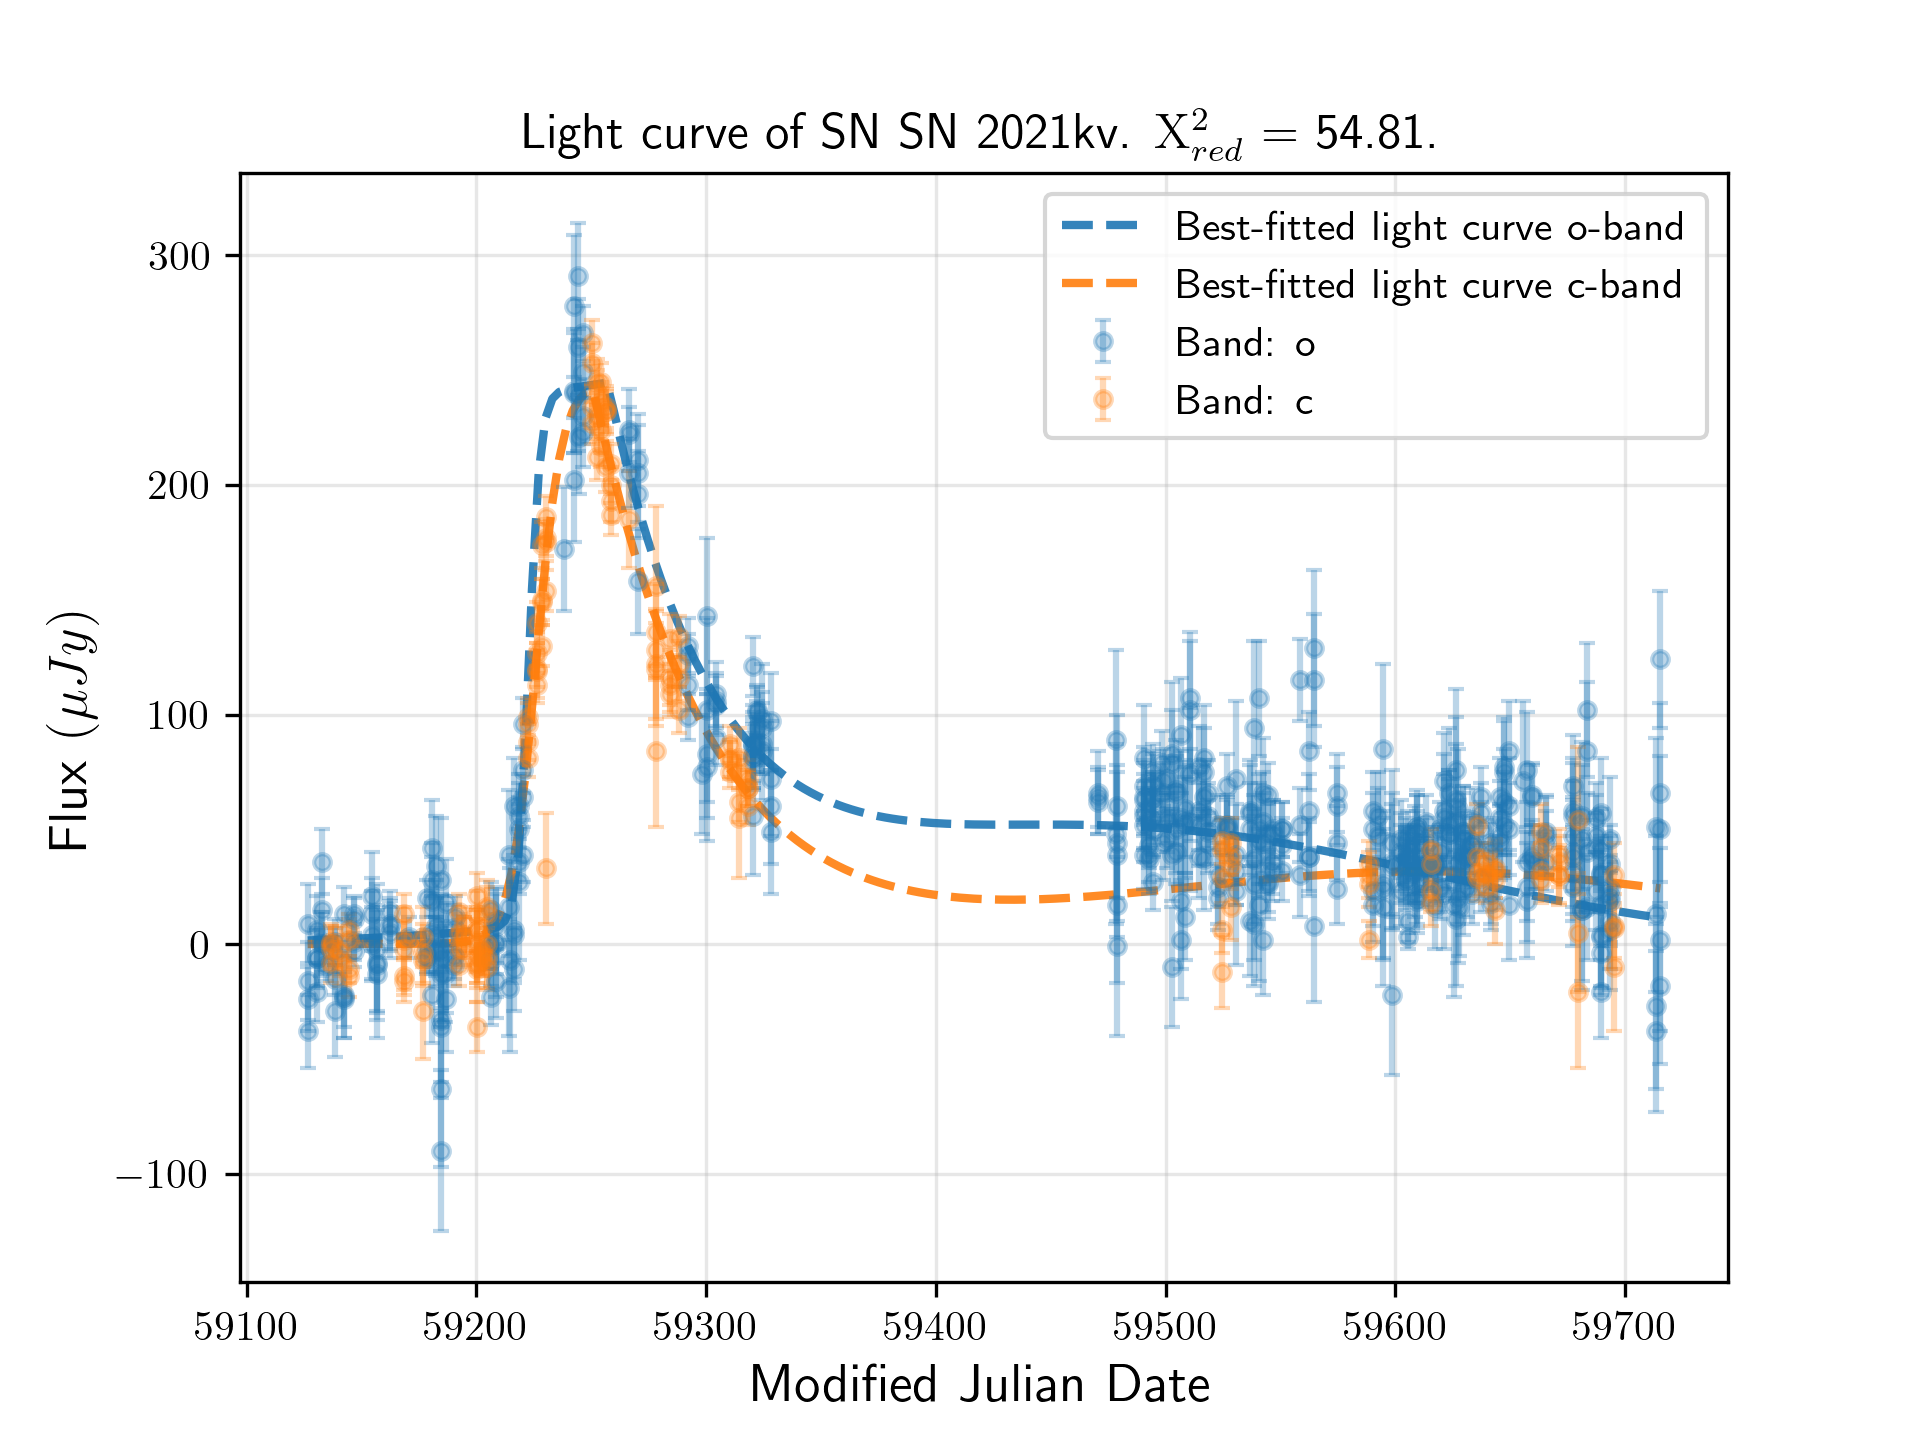 Light curve of SN SN 2021kv. X²_red = 54.81.
Best-fitted light curve o-band
Best-fitted light curve c-band
Band: o
Band: c
Flux (μJy)
300
200
100
0
−100
59100 59200 59300 59400 59500 59600 59700
Modified Julian Date